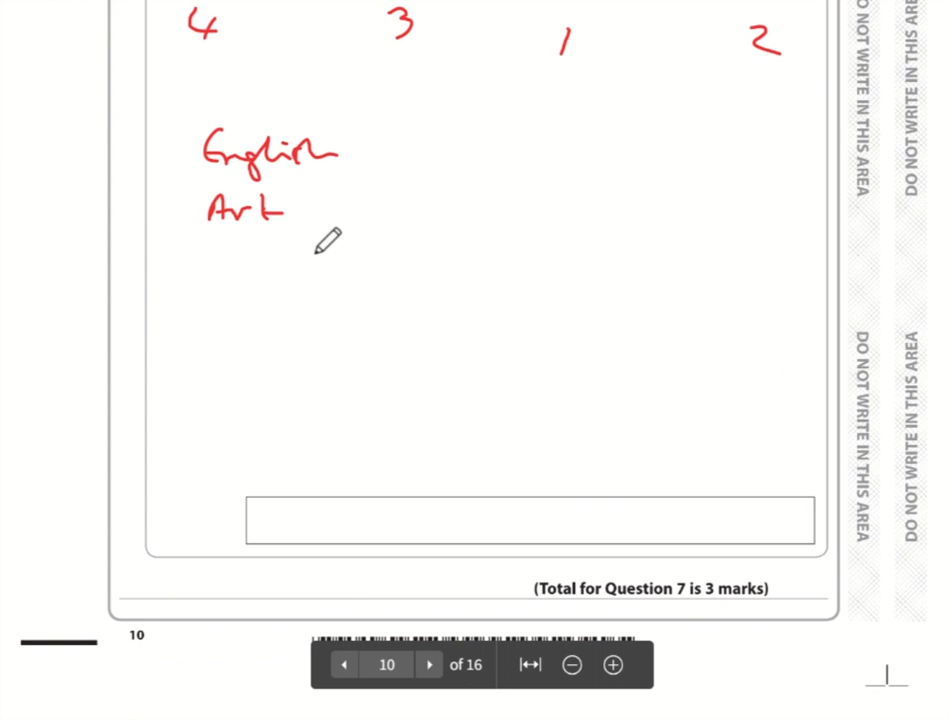 4 3 1 2
English
Art
(Total for Question 7 is 3 marks)
10
10 of 16
DO NOT WRITE IN THIS AREA
DO NOT WRITE IN THIS AREA
DO NOT WRITE IN THIS AREA
DO NOT WRITE IN THIS AREA